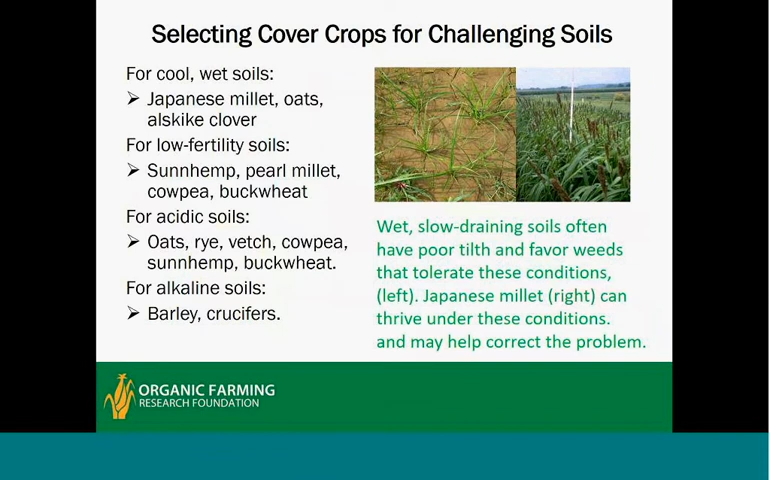 Selecting Cover Crops for Challenging Soils
For cool, wet soils:
Japanese millet, oats,
alskike clover
For low-fertility soils:
Sunnhemp, pearl millet,
cowpea, buckwheat
For acidic soils:
Oats, rye, vetch, cowpea,
sunnhemp, buckwheat.
For alkaline soils:
Barley, crucifers.
Wet, slow-draining soils often
have poor tilth and favor weeds
that tolerate these conditions,
(left). Japanese millet (right) can
thrive under these conditions.
and may help correct the problem.
ORGANIC FARMING
RESEARCH FOUNDATION